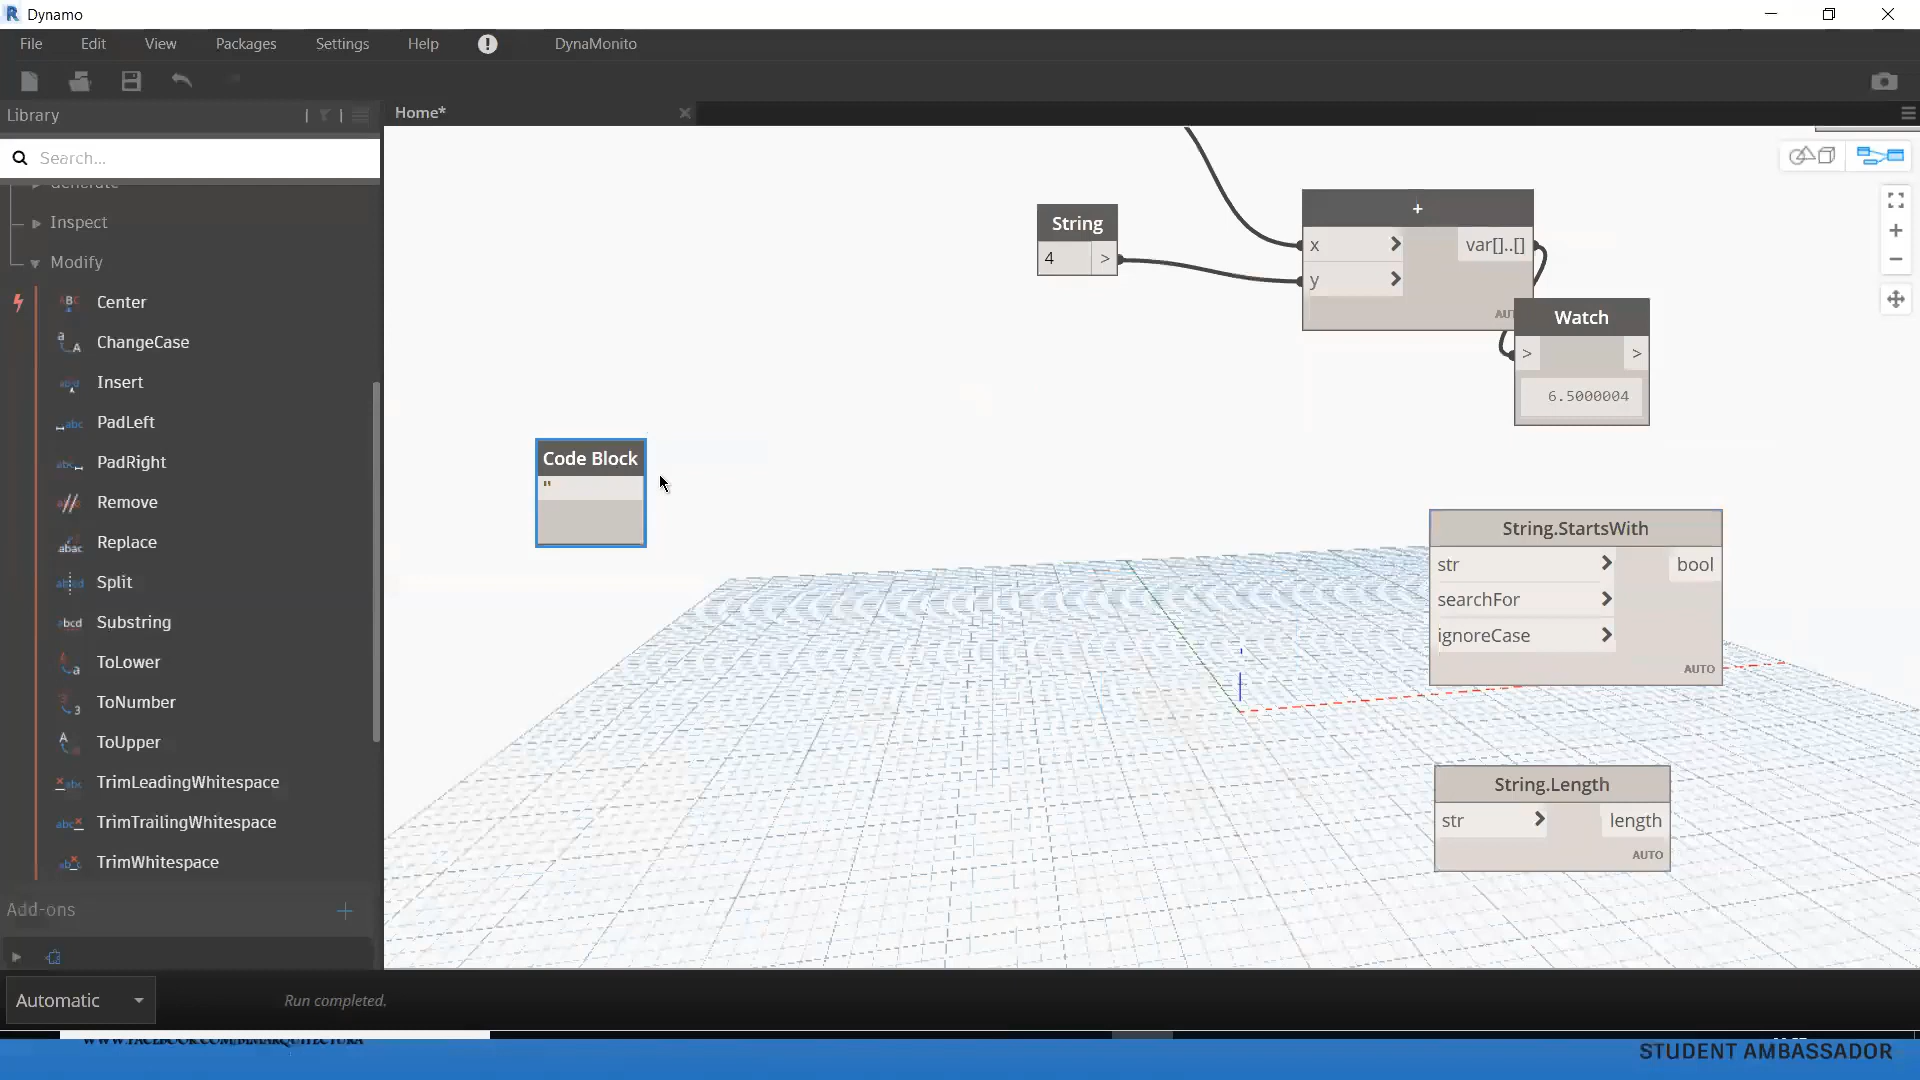 Dynamo
File Edit View Packages Settings Help DynaMonito
Library
Home*
Search...
Generate
Inspect
Modify
Center
ChangeCase
Insert
PadLeft
PadRight
Remove
Replace
Split
Substring
ToLower
ToNumber
ToUpper
TrimLeadingWhitespace
TrimTrailingWhitespace
TrimWhitespace
Add-ons
String
4 >
+
x var[]..[]
y
Watch
> >
6.5000004
Code Block
"
String.StartsWith
str bool
searchFor
ignoreCase
AUTO
String.Length
str length
AUTO
Automatic
Run completed.
STUDENT AMBASSADOR